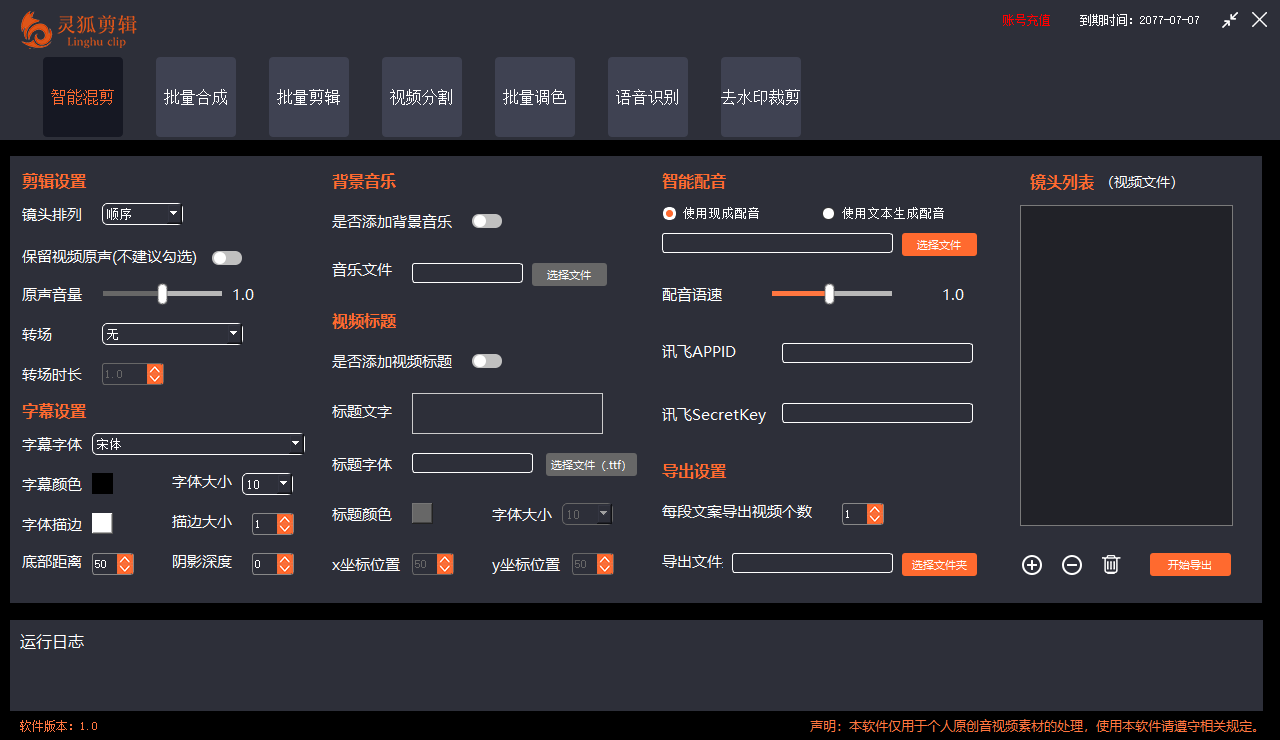 灵狐剪辑
Linghu clip
账号充值
到期时间：2077-07-07
智能混剪
批量合成
批量剪辑
视频分割
批量调色
语音识别
去水印裁剪
剪辑设置
镜头排列 顺序
保留视频原声(不建议勾选)
原声音量 1.0
转场 无
转场时长 1.0
字幕设置
字幕字体 宋体
字幕颜色 字体大小 10
字体描边 描边大小 1
底部距离 50 阴影深度 0
背景音乐
是否添加背景音乐
音乐文件 选择文件
视频标题
是否添加视频标题
标题文字
标题字体 选择文件（.ttf）
标题颜色 字体大小 10
x坐标位置 50 y坐标位置 50
智能配音
使用现成配音 使用文本生成配音
选择文件
配音语速 1.0
讯飞APPID
讯飞SecretKey
导出设置
每段文案导出视频个数 1
导出文件 选择文件夹
镜头列表（视频文件）
开始导出
运行日志
软件版本：1.0
声明：本软件仅用于个人原创音视频素材的处理，使用本软件请遵守相关规定。